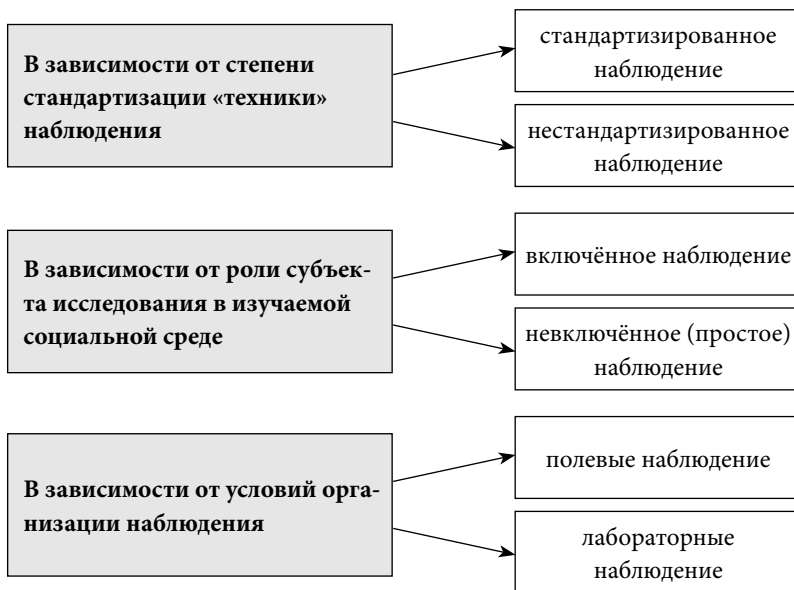 В зависимости от степени
стандартизации «техники»
наблюдения
стандартизированное
наблюдение
нестандартизированное
наблюдение
В зависимости от роли субъек-
та исследования в изучаемой
социальной среде
включённое наблюдение
невключённое (простое)
наблюдение
В зависимости от условий орга-
низации наблюдения
полевые наблюдение
лабораторные
наблюдение